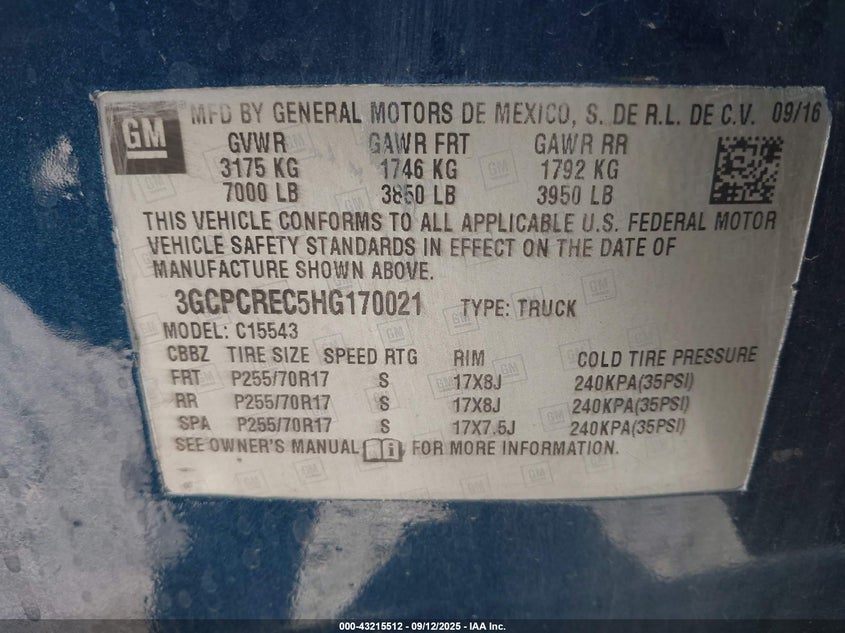 GM MFD BY GENERAL MOTORS DE MEXICO, S. DE R.L. DE C.V. 09/16
GVWR GAWR FRT GAWR RR
3175 KG 1746 KG 1792 KG
7000 LB 3850 LB 3950 LB
THIS VEHICLE CONFORMS TO ALL APPLICABLE U.S. FEDERAL MOTOR
VEHICLE SAFETY STANDARDS IN EFFECT ON THE DATE OF
MANUFACTURE SHOWN ABOVE.
3GCPCREC5HG170021 TYPE: TRUCK
MODEL: C15543
CBBZ TIRE SIZE SPEED RTG RIM COLD TIRE PRESSURE
FRT P255/70R17 S 17X8J 240KPA(35PSI)
RR P255/70R17 S 17X8J 240KPA(35PSI)
SPA P255/70R17 S 17X7.5J 240KPA(35PSI)
SEE OWNER'S MANUAL FOR MORE INFORMATION.
000-43215512 - 09/12/2025 - IAA Inc.